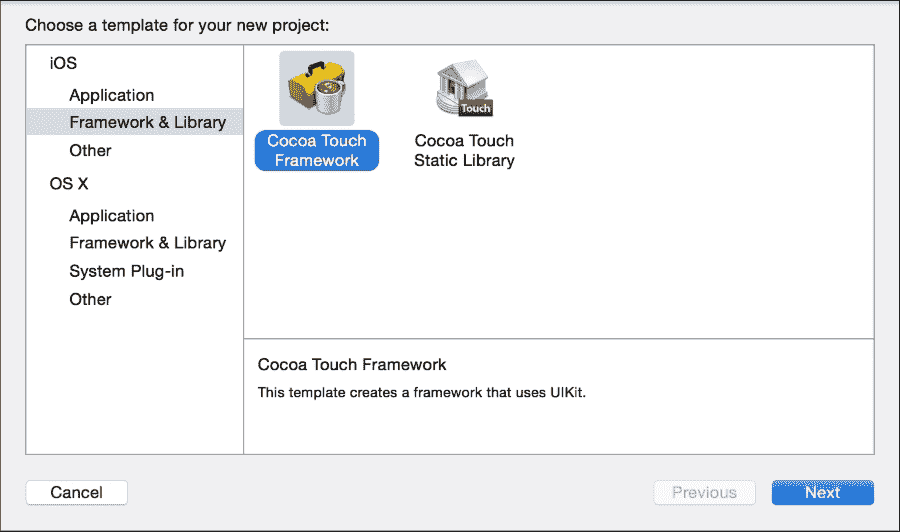 Choose a template for your new project:
iOS
Application
Framework & Library
Other
OS X
Application
Framework & Library
System Plug-in
Other
Cocoa Touch
Framework
Touch
Cocoa Touch
Static Library
Cocoa Touch Framework
This template creates a framework that uses UIKit.
Cancel
Previous
Next